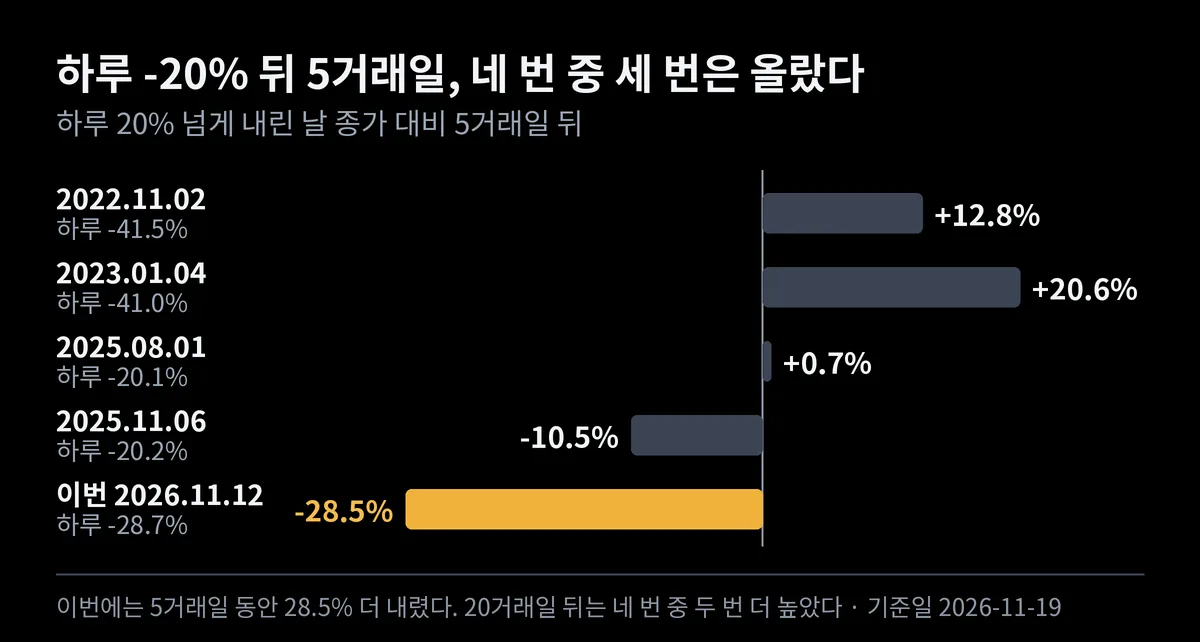 하루 -20% 뒤 5거래일, 네 번 중 세 번은 올랐다
하루 20% 넘게 내린 날 종가 대비 5거래일 뒤
2022.11.02
하루 -41.5%
+12.8%
2023.01.04
하루 -41.0%
+20.6%
2025.08.01
하루 -20.1%
+0.7%
2025.11.06
하루 -20.2%
-10.5%
이번 2026.11.12
하루 -28.7%
-28.5%
이번에는 5거래일 동안 28.5% 더 내렸다. 20거래일 뒤는 네 번 중 두 번 더 높았다 · 기준일 2026-11-19